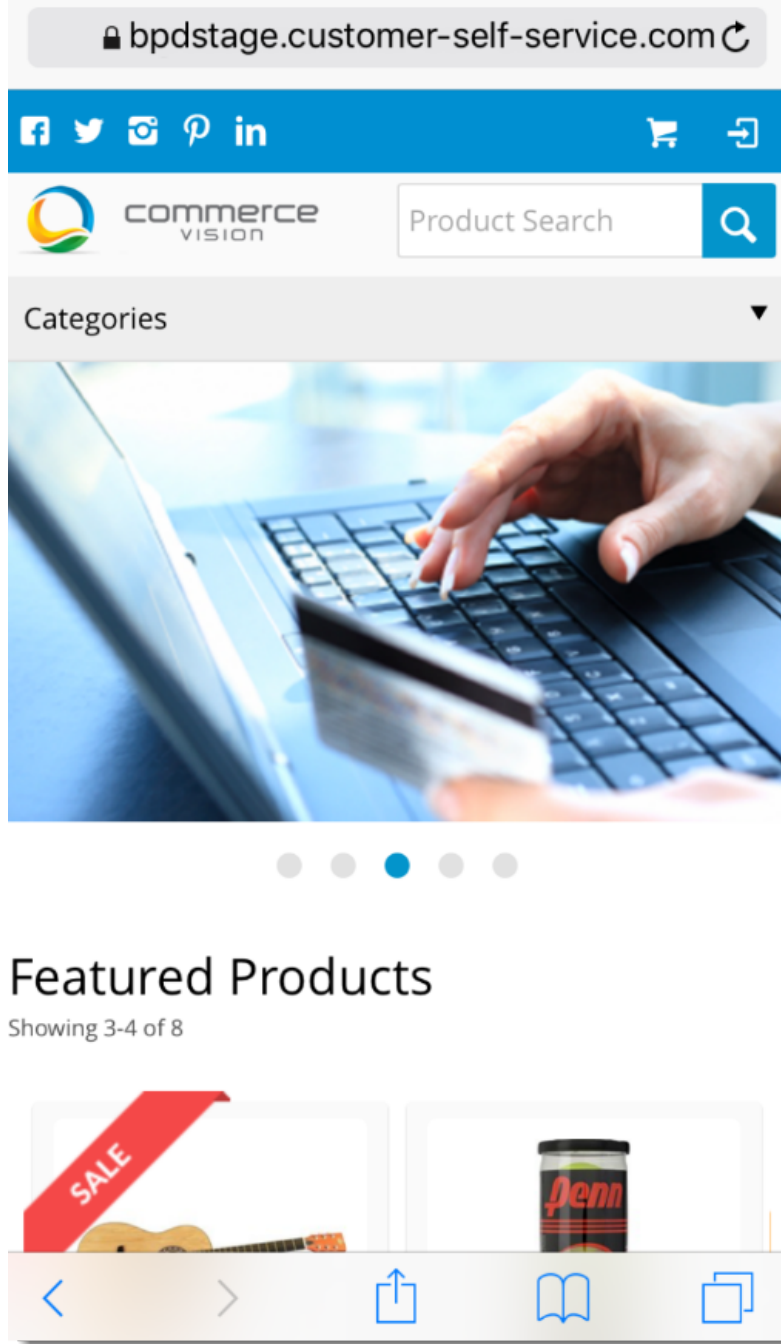 bpdstage.customer-self-service.com
commerce
VISION
Product Search
Categories
Featured Products
Showing 3-4 of 8
SALE
Penn